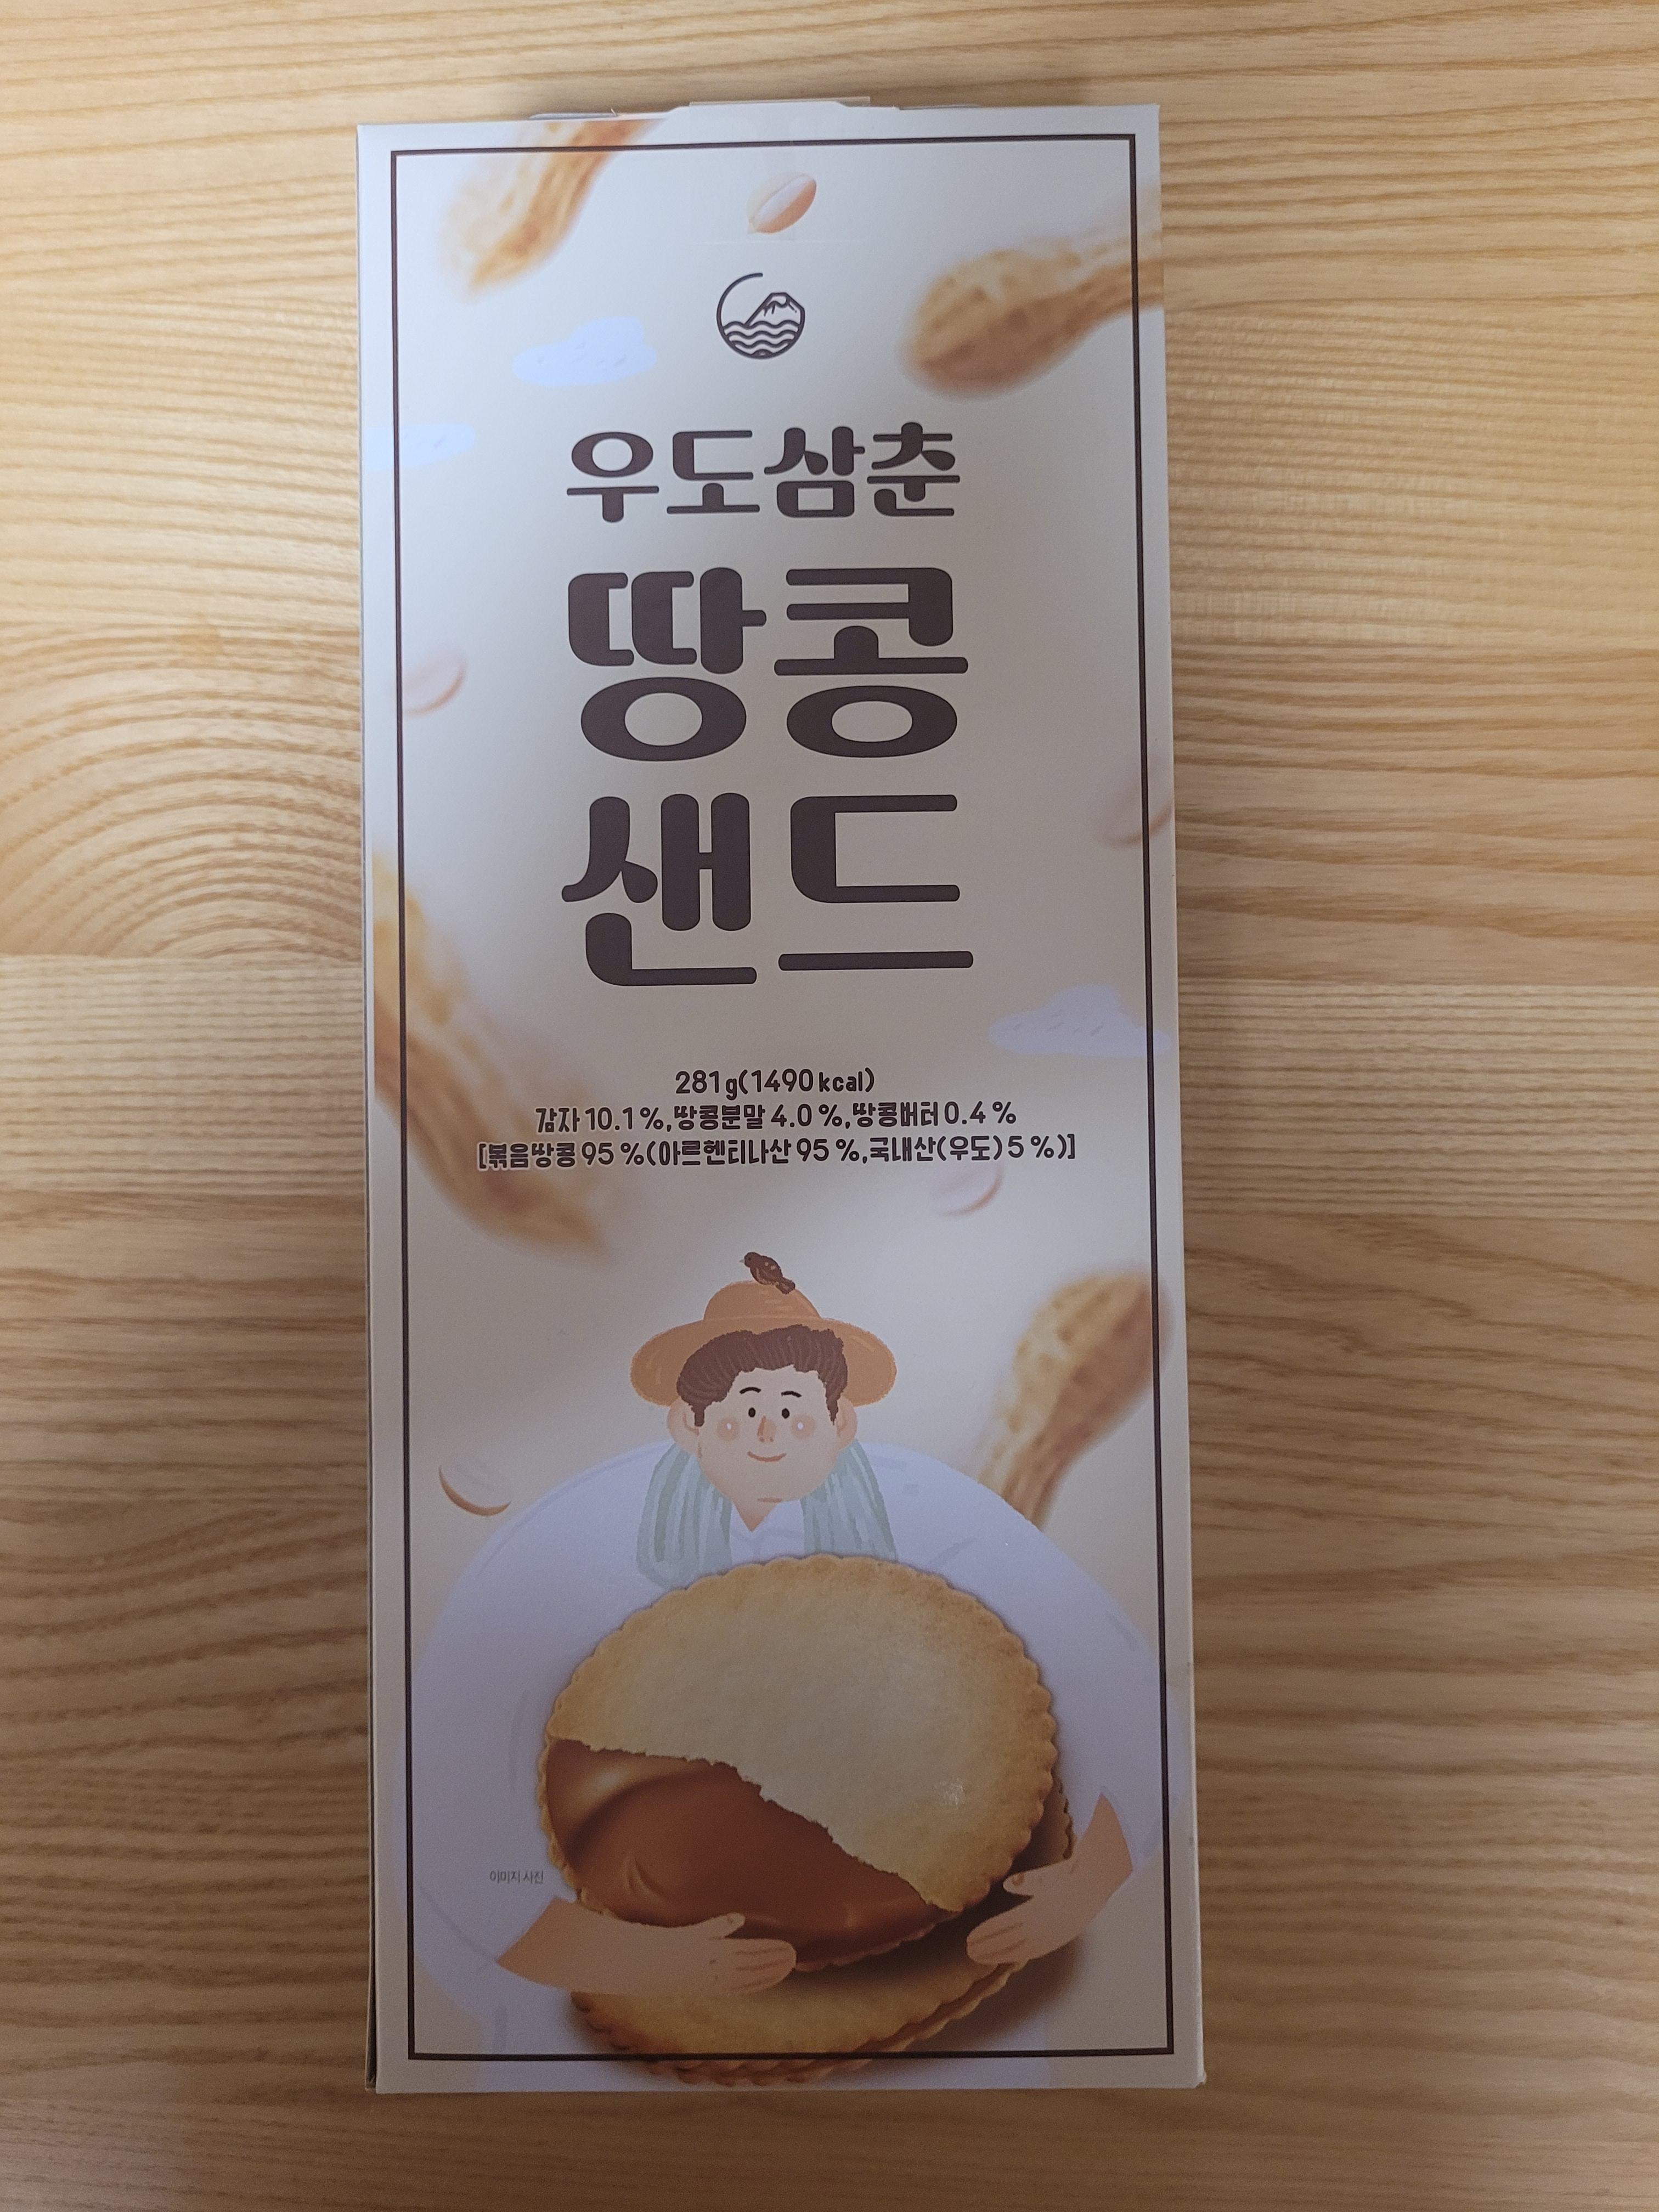 우도삼춘
땅콩
샌드
281g(1490kcal)
감자 10.1 %,땅콩분말 4.0 %,땅콩버터 0.4 %
[볶음땅콩 95 %(아르헨티나산 95 %,국내산(우도) 5 %)]
이미지 사진